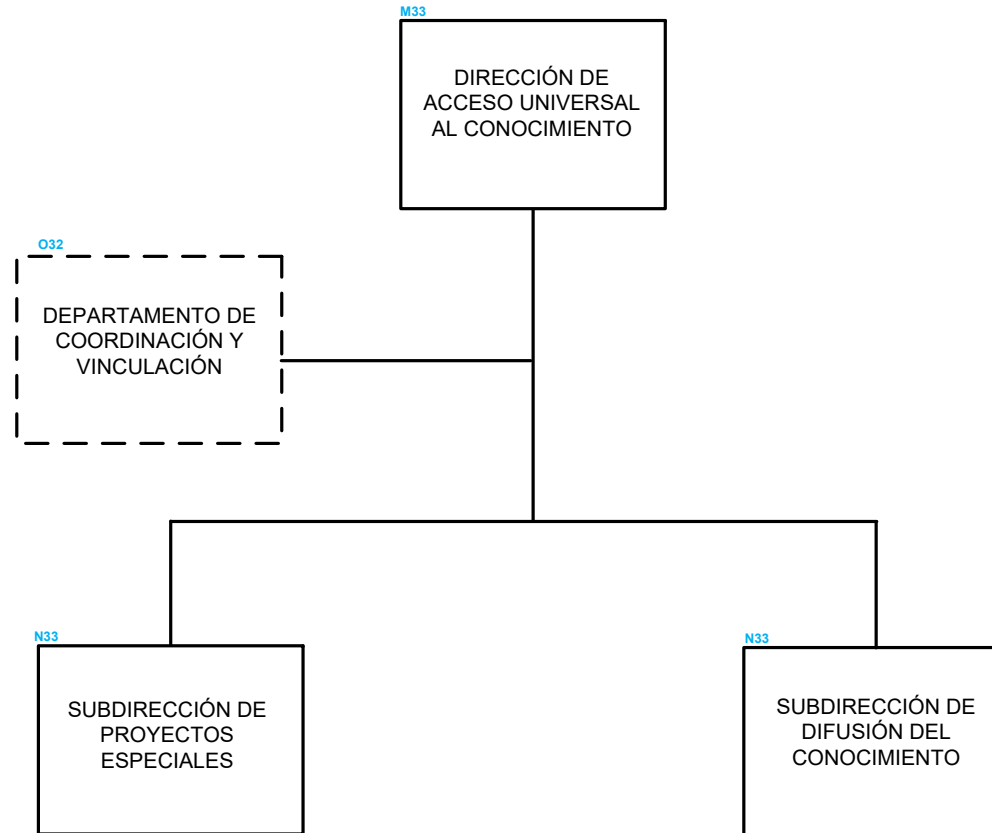 M33
DIRECCIÓN DE
ACCESO UNIVERSAL
AL CONOCIMIENTO
O32
DEPARTAMENTO DE
COORDINACIÓN Y
VINCULACIÓN
N33
SUBDIRECCIÓN DE
PROYECTOS
ESPECIALES
N33
SUBDIRECCIÓN DE
DIFUSIÓN DEL
CONOCIMIENTO